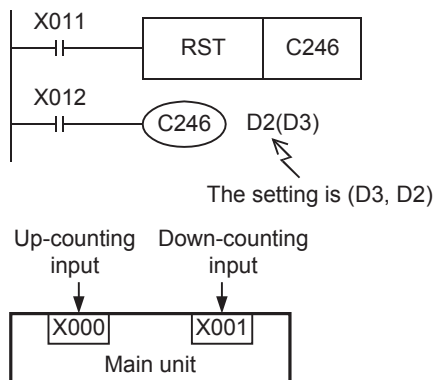 X011
RST C246
X012
C246 D2(D3)
The setting is (D3, D2)
Up-counting input
Down-counting input
X000 X001
Main unit